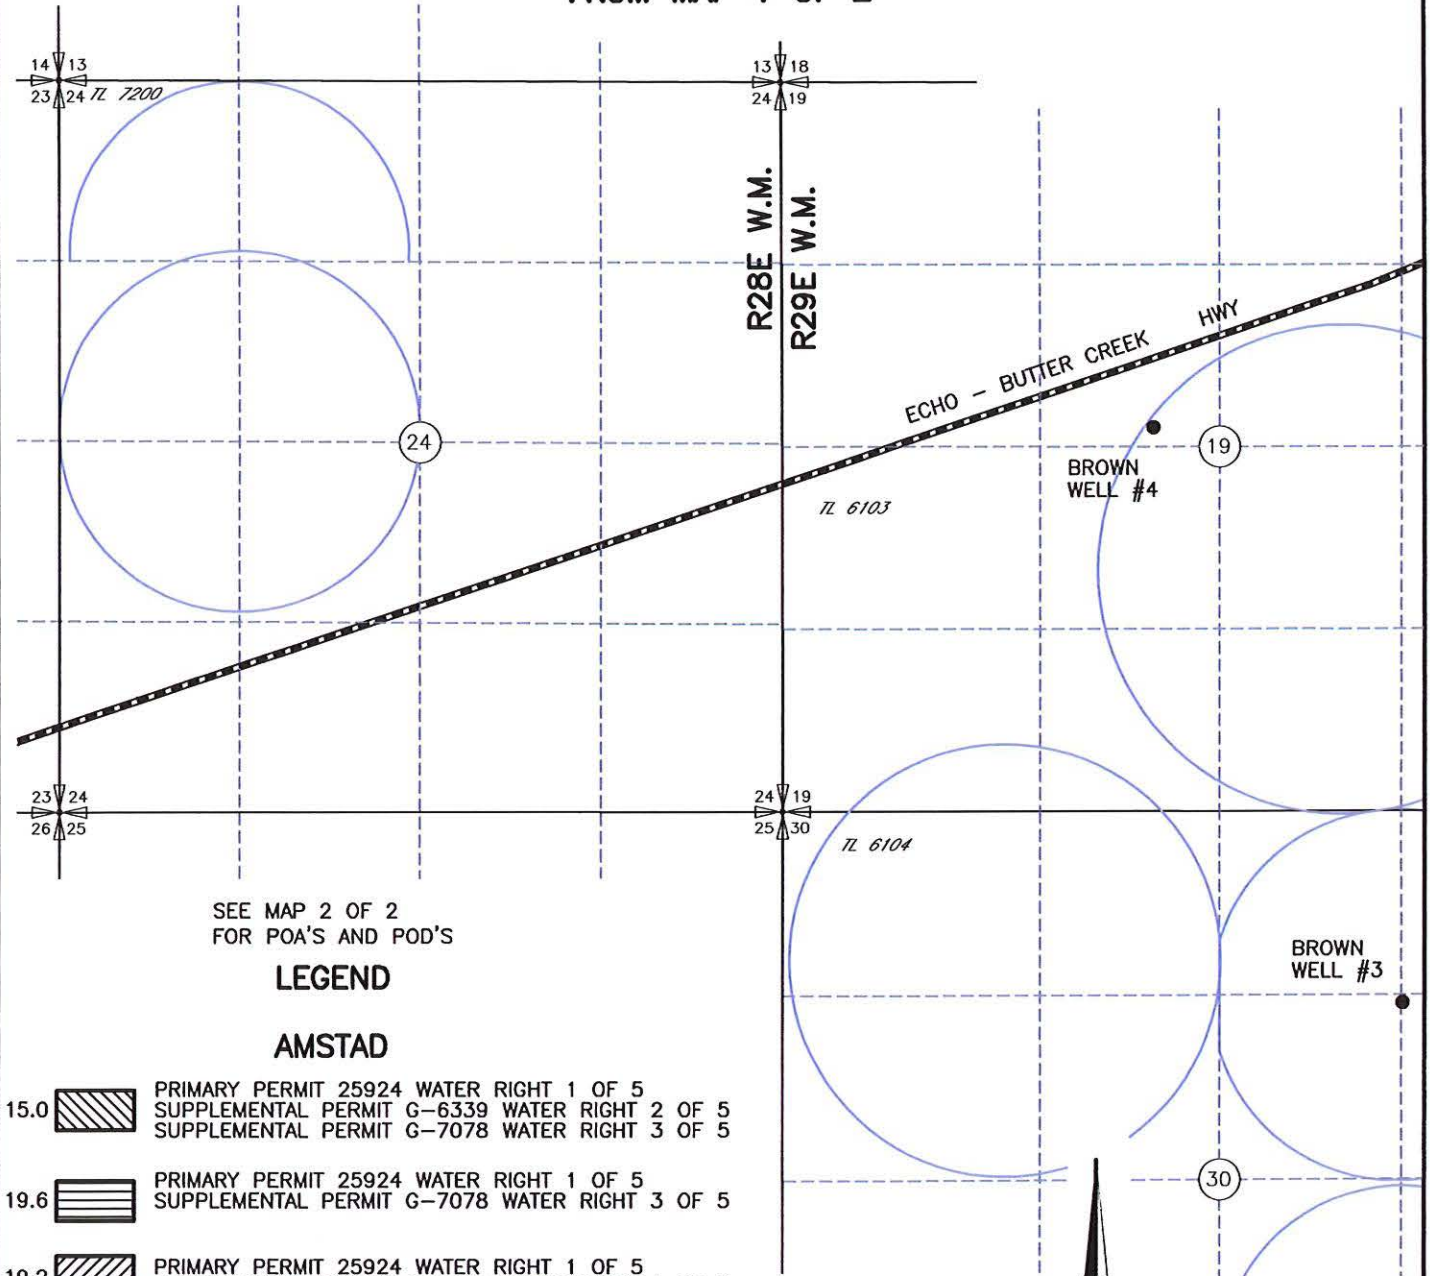 14 13
23 24 TL 7200
13 18
24 19
R28E W.M.
R29E W.M.
ECHO - BUTTER CREEK HWY
24
19
BROWN
WELL #4
TL 6103
23 24
26 25
24 19
25 30
TL 6104
SEE MAP 2 OF 2
FOR POA'S AND POD'S
LEGEND
AMSTAD
BROWN
WELL #3
15.0 PRIMARY PERMIT 25924 WATER RIGHT 1 OF 5
SUPPLEMENTAL PERMIT G-6339 WATER RIGHT 2 OF 5
SUPPLEMENTAL PERMIT G-7078 WATER RIGHT 3 OF 5
19.6 PRIMARY PERMIT 25924 WATER RIGHT 1 OF 5
SUPPLEMENTAL PERMIT G-7078 WATER RIGHT 3 OF 5
30
PRIMARY PERMIT 25924 WATER RIGHT 1 OF 5